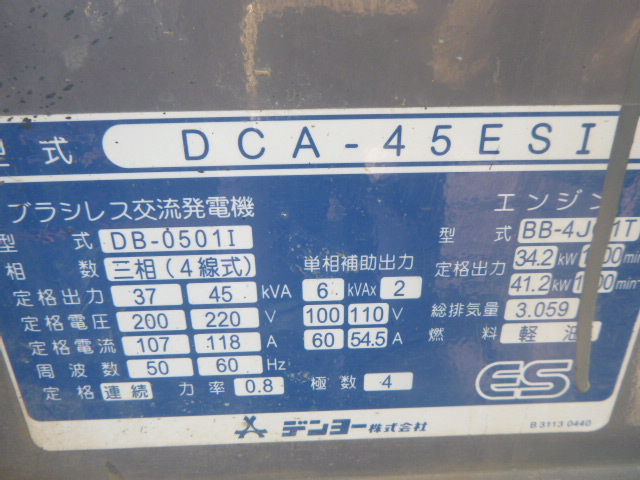 型式 DCA-45ESI
ブラシレス交流発電機
型式 DB-0501I
相数 三相(4線式)
定格出力 37 45 kVA
定格電圧 200 220 V
定格電流 107 118 A
周波数 50 60 Hz
定格 連続 力率 0.8 極数 4
単相補助出力
6 kVAx 2
100 110 V
60 54.5 A
エンジン
型式
定格出力 34.2 kW
41.2 kW
総排気量 3.059
燃料 軽油
ES
デンヨー株式会社
B 3113 0440